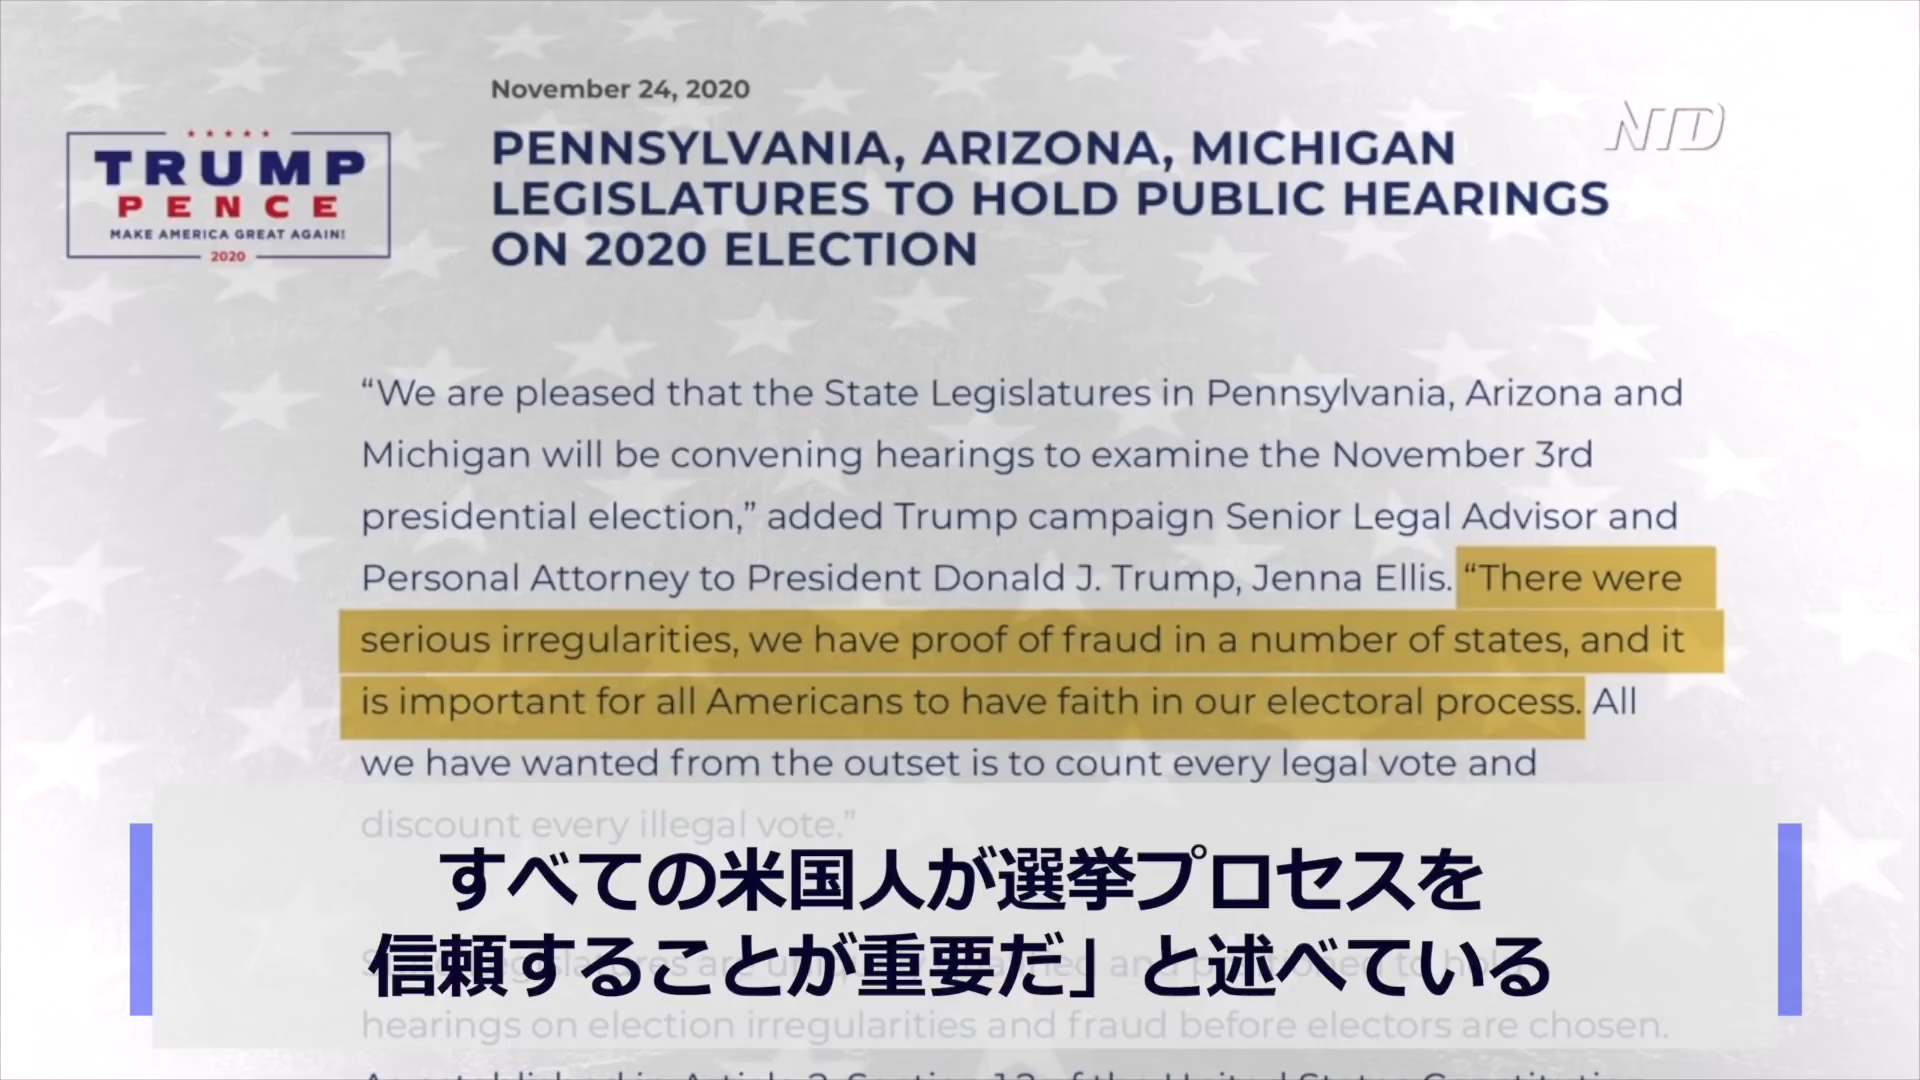 November 24, 2020
NTD
TRUMP
PENCE
MAKE AMERICA GREAT AGAIN!
2020
PENNSYLVANIA, ARIZONA, MICHIGAN
LEGISLATURES TO HOLD PUBLIC HEARINGS
ON 2020 ELECTION
“We are pleased that the State Legislatures in Pennsylvania, Arizona and
Michigan will be convening hearings to examine the November 3rd
presidential election,” added Trump campaign Senior Legal Advisor and
Personal Attorney to President Donald J. Trump, Jenna Ellis. “There were
serious irregularities, we have proof of fraud in a number of states, and it
is important for all Americans to have faith in our electoral process. All
we have wanted from the outset is to count every legal vote and
discount every illegal vote.”
すべての米国人が選挙プロセスを
信頼することが重要だ」と述べている
hearings on election irregularities and fraud before electors are chosen.